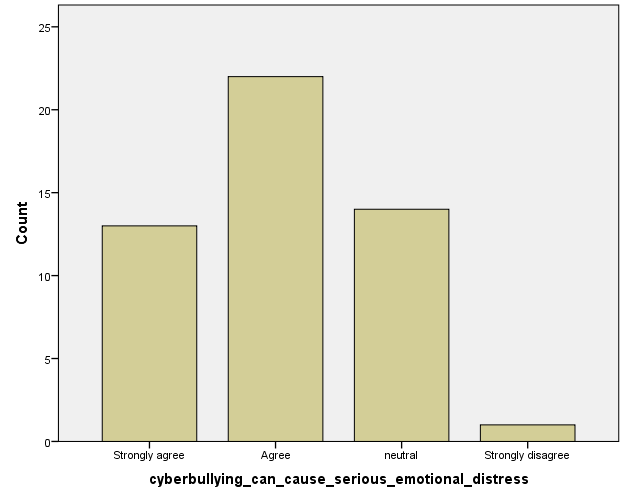 25
20
15
10
5
0
Count
Strongly agree
Agree
neutral
Strongly disagree
cyberbullying_can_cause_serious_emotional_distress